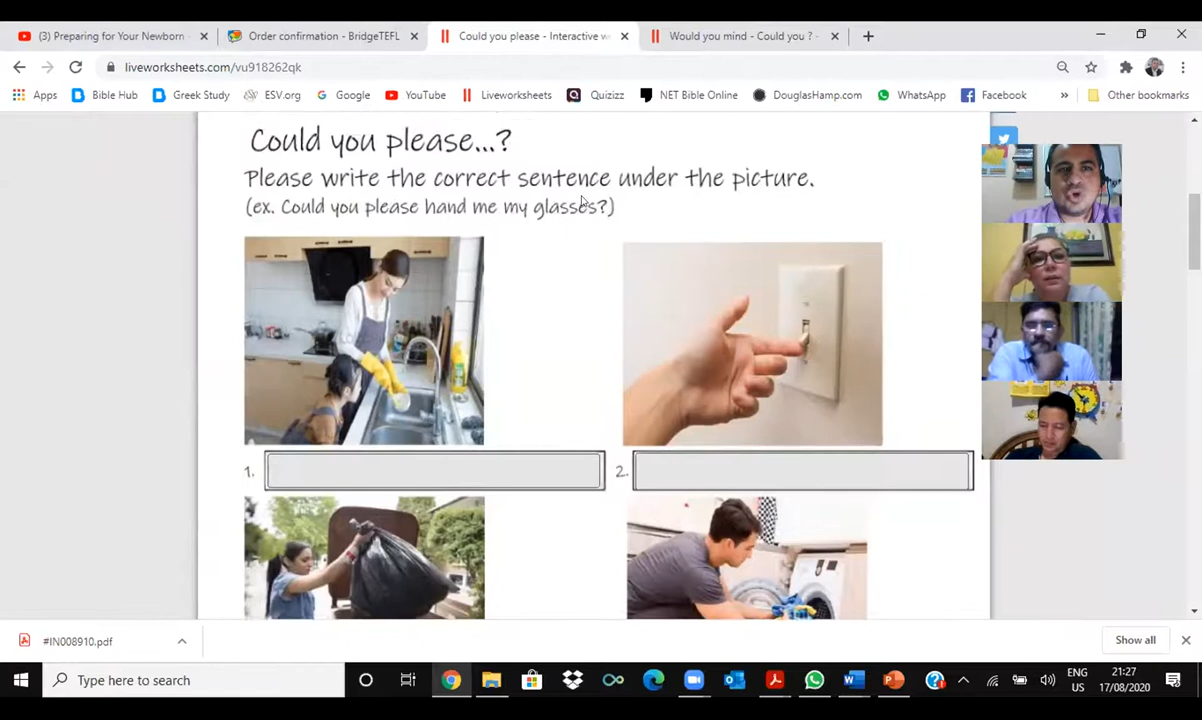 (3) Preparing for Your Newborn
Order confirmation - BridgeTEFL
Could you please - Interactive w
Would you mind - Could you ? -
liveworksheets.com/vu918262qk
Apps
Bible Hub
Greek Study
ESV.org
Google
YouTube
Liveworksheets
Quizizz
NET Bible Online
DouglasHamp.com
WhatsApp
Facebook
Other bookmarks
Could you please...?
Please write the correct sentence under the picture.
(ex. Could you please hand me my glasses?)
1.
2.
#IN008910.pdf
Show all
Type here to search
ENG
US
21:27
17/08/2020